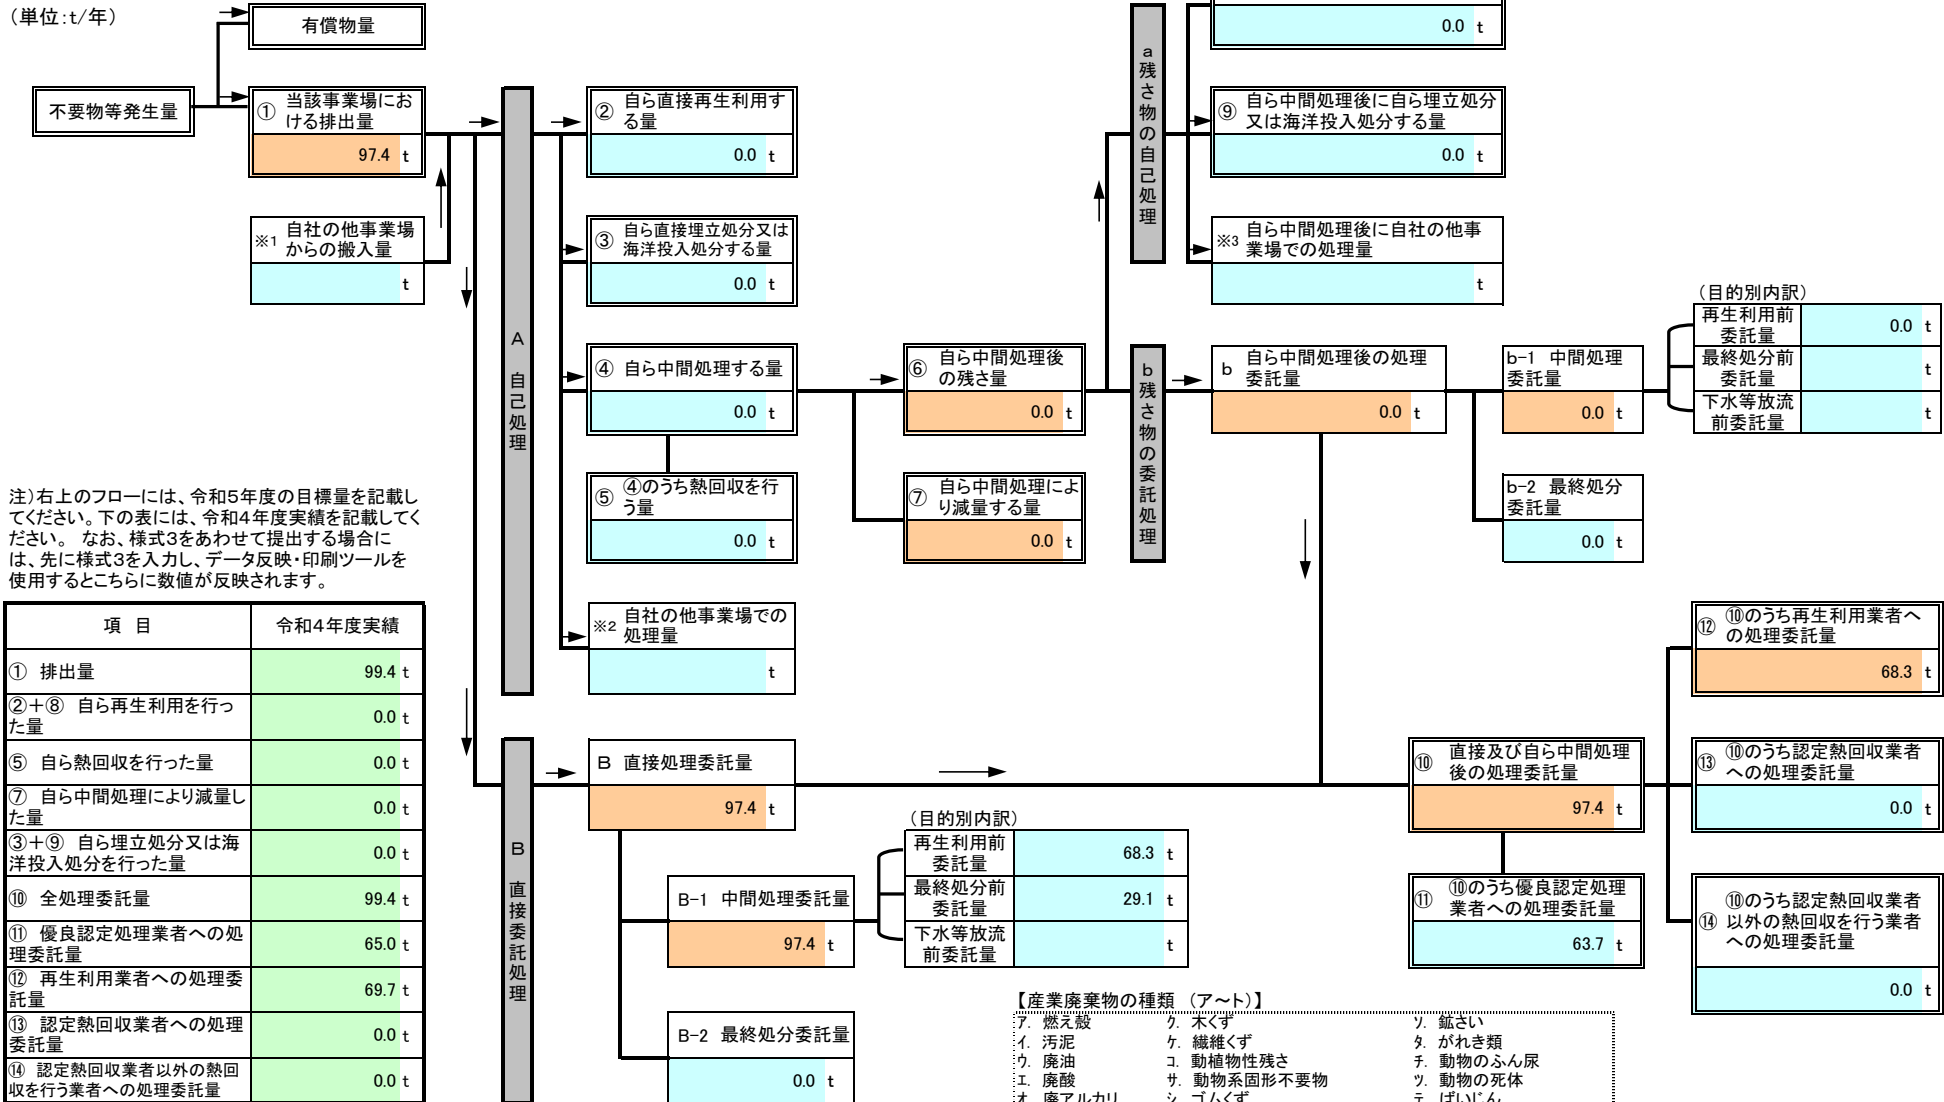 （単位：t/年）
有償物量
不要物等発生量
① 当該事業場にお
ける排出量
97.4 t
※1 自社の他事業場
からの搬入量
t
A 自己処理
② 自ら直接再生利用す
る量
0.0 t
③ 自ら直接埋立処分又は
海洋投入処分する量
0.0 t
④ 自ら中間処理する量
0.0 t
⑤ ④のうち熱回収を行
う量
0.0 t
※2 自社の他事業場での
処理量
t
⑥ 自ら中間処理後
の残さ量
0.0 t
⑦ 自ら中間処理によ
り減量する量
0.0 t
a 残さ物の自己処理
0.0 t
⑨ 自ら中間処理後に自ら埋立処分
又は海洋投入処分する量
0.0 t
※3 自ら中間処理後に自社の他事
業場での処理量
t
b 残さ物の委託処理
b 自ら中間処理後の処理
委託量
0.0 t
b-1 中間処理
委託量
0.0 t
b-2 最終処分
委託量
0.0 t
（目的別内訳）
再生利用前
委託量
0.0 t
最終処分前
委託量
t
下水等放流
前委託量
t
注）右上のフローには、令和５年度の目標量を記載し
てください。下の表には、令和４年度実績を記載してく
ださい。 なお、様式３をあわせて提出する場合に
は、先に様式３を入力し、データ反映・印刷ツールを
使用するとこちらに数値が反映されます。
項 目 令和４年度実績
① 排出量 99.4 t
②＋⑧ 自ら再生利用を行っ
た量 0.0 t
⑤ 自ら熱回収を行った量 0.0 t
⑦ 自ら中間処理により減量し
た量 0.0 t
③＋⑨ 自ら埋立処分又は海
洋投入処分を行った量 0.0 t
⑩ 全処理委託量 99.4 t
⑪ 優良認定処理業者への処
理委託量 65.0 t
⑫ 再生利用業者への処理委
託量 69.7 t
⑬ 認定熱回収業者への処理
委託量 0.0 t
⑭ 認定熱回収業者以外の熱回
収を行う業者への処理委託量 0.0 t
B 直接委託処理
B 直接処理委託量
97.4 t
B-1 中間処理委託量
97.4 t
B-2 最終処分委託量
0.0 t
（目的別内訳）
再生利用前
委託量
68.3 t
最終処分前
委託量
29.1 t
下水等放流
前委託量
t
⑩ 直接及び自ら中間処理
後の処理委託量
97.4 t
⑪ ⑩のうち優良認定処理
業者への処理委託量
63.7 t
⑫ ⑩のうち再生利用業者へ
の処理委託量
68.3 t
⑬ ⑩のうち認定熱回収業者
への処理委託量
0.0 t
⑭ ⑩のうち認定熱回収業者
以外の熱回収を行う業者
への処理委託量
0.0 t
【産業廃棄物の種類 （ア～ト）】
ア. 燃え殻 ク. 木くず ソ. 鉱さい
イ. 汚泥 ケ. 繊維くず タ. がれき類
ウ. 廃油 コ. 動植物性残さ チ. 動物のふん尿
エ. 廃酸 サ. 動物系固形不要物 ツ. 動物の死体
オ. 廃アルカリ シ. ゴムくず テ. ばいじん